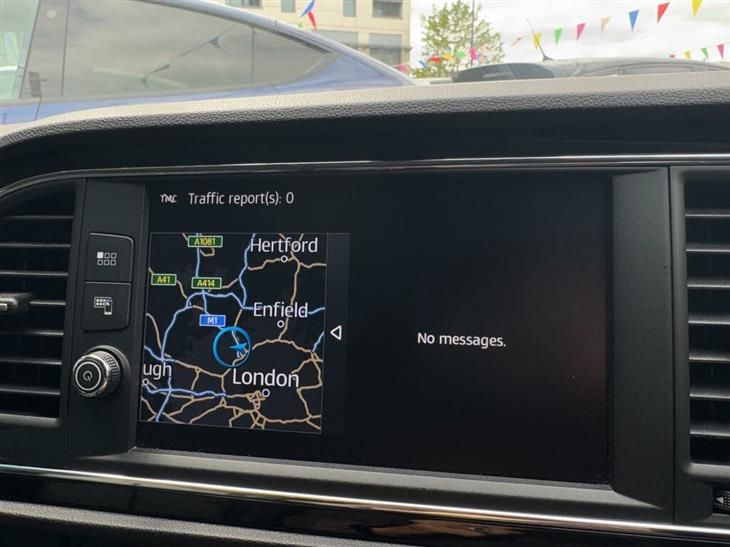 TMC Traffic report(s): 0
A1081
Hertford
A41
A414
Enfield
M1
ugh
London
No messages.